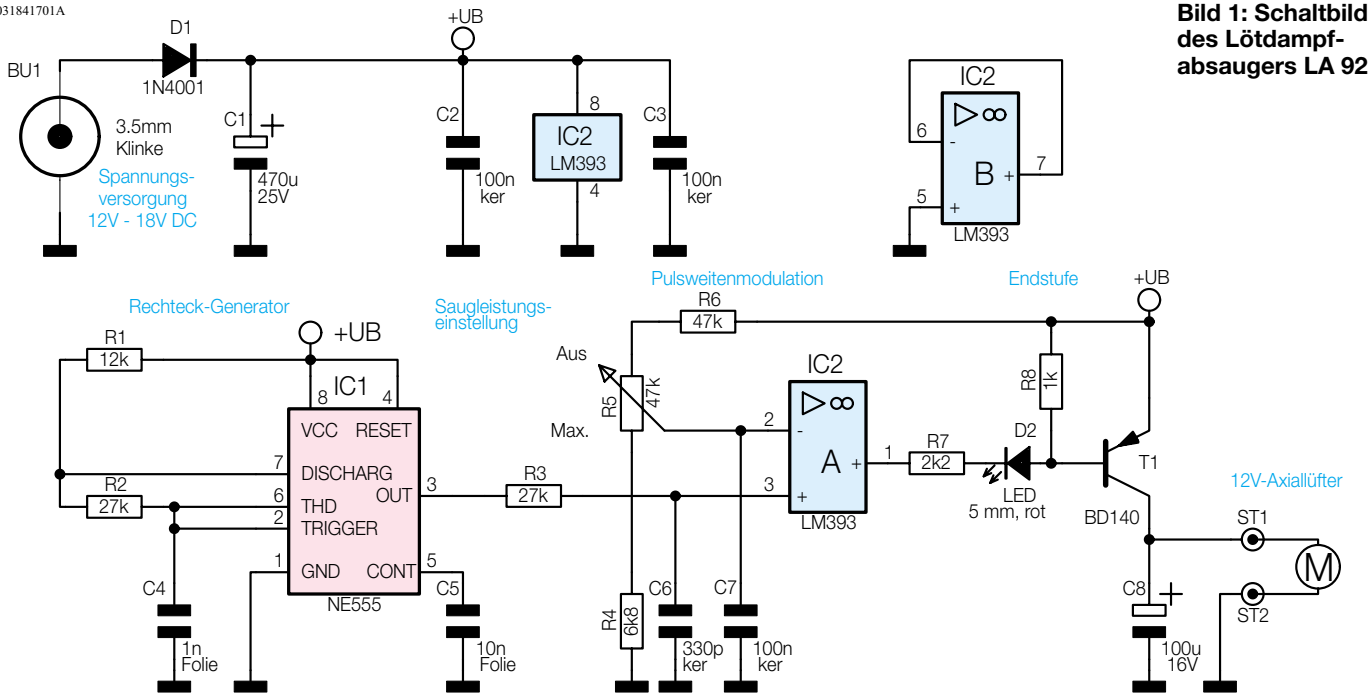 031841701A
Bild 1: Schaltbild
des Lötdampf-
absaugers LA 92
BU1
D1
1N4001
3.5mm
Klinke
Spannungs-
versorgung
12V - 18V DC
C1
+
470u
25V
+UB
C2
100n
ker
8
IC2
LM393
4
C3
100n
ker
IC2
▷∞
6
-
B
+
7
5
+
LM393
Rechteck-Generator
Saugleistungs-
einstellung
Pulsweitenmodulation
Endstufe
+UB
R1
12k
+UB
IC1
8
4
VCC
RESET
7
DISCHARG
R2
27k
6
THD
OUT
3
2
TRIGGER
1
GND
CONT
5
NE555
C4
1n
Folie
C5
10n
Folie
R3
27k
R6
47k
Aus
R5
47k
Max.
R4
6k8
C6
330p
ker
C7
100n
ker
IC2
▷∞
2
-
A
+
1
3
+
LM393
R7
2k2
D2
LED
5 mm, rot
R8
1k
T1
BD140
12V-Axiallüfter
ST1
M
ST2
C8
+
100u
16V